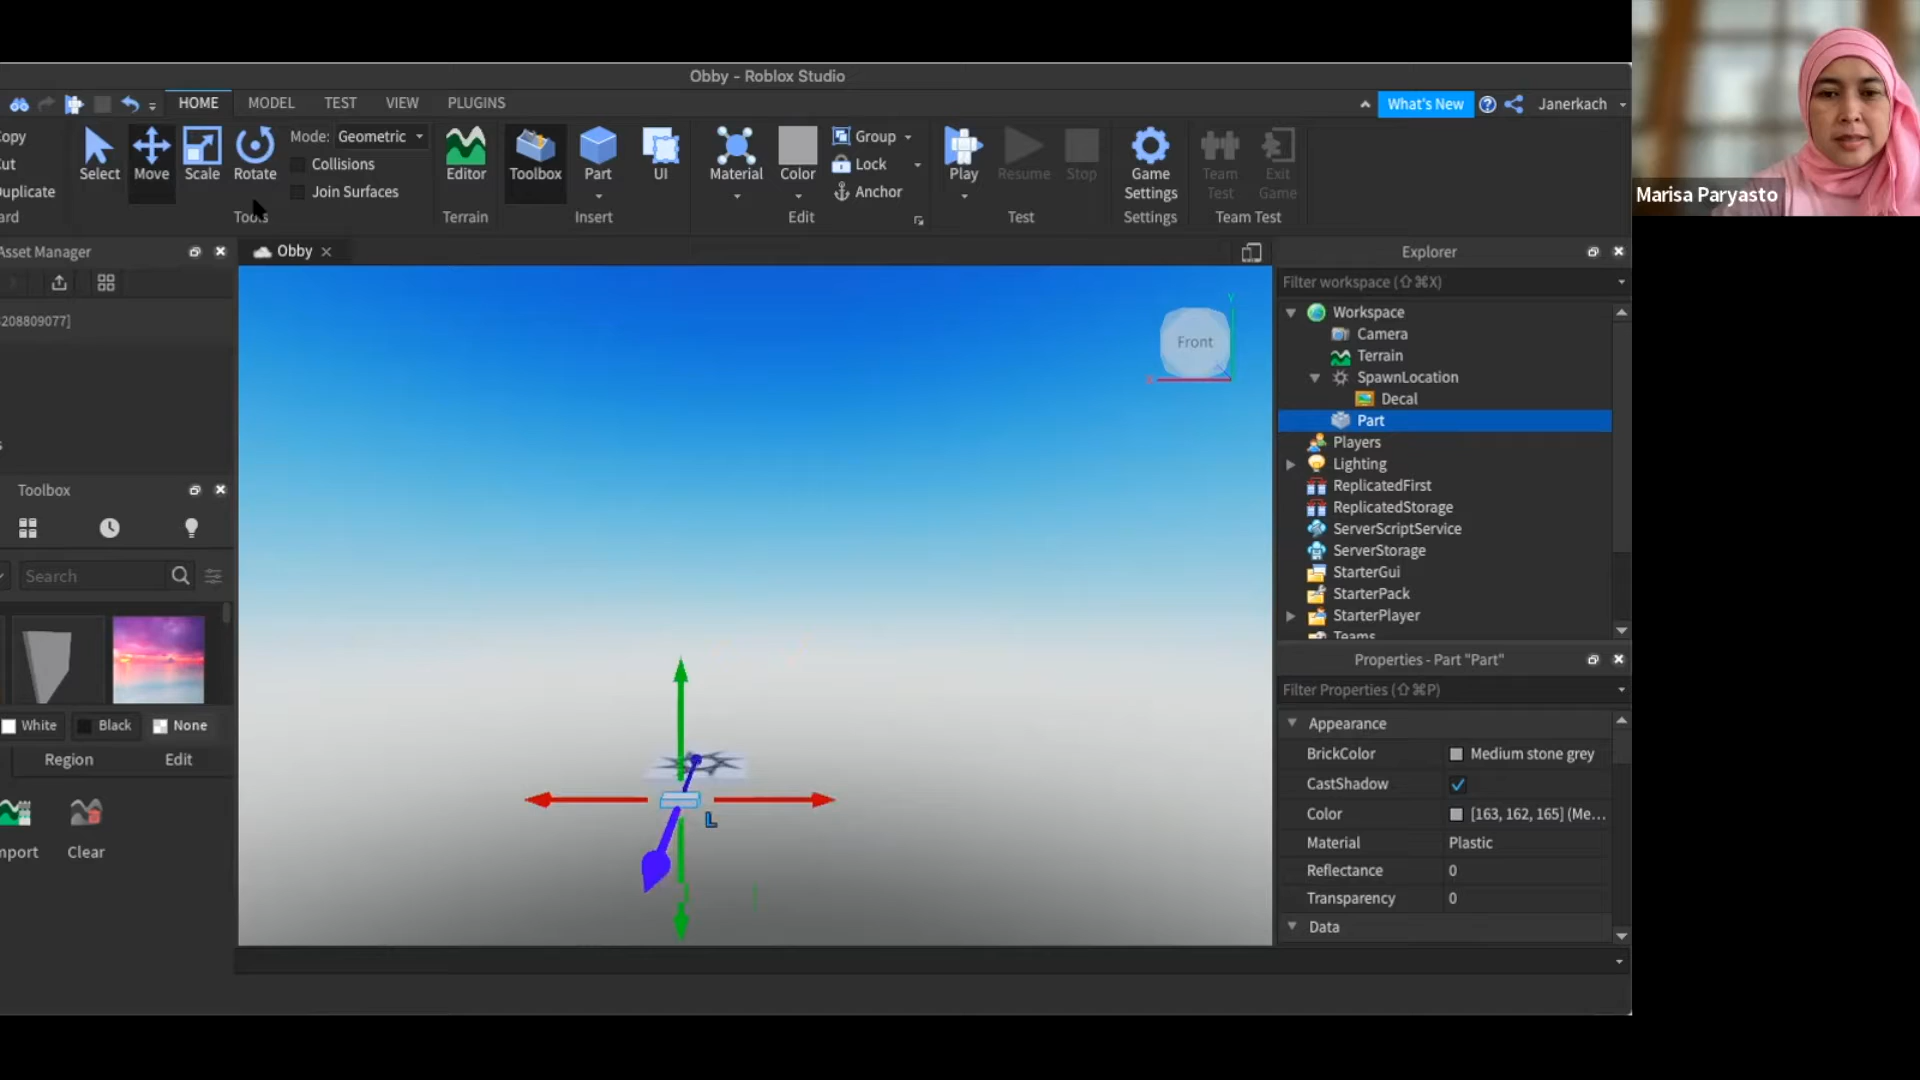 Obby - Roblox Studio
HOME MODEL TEST VIEW PLUGINS
What's New
Janerkach
Select
Move
Scale
Rotate
Mode: Geometric
Collisions
Join Surfaces
Tools
Editor
Terrain
Toolbox
Part
UI
Insert
Material
Color
Group
Lock
Anchor
Edit
Play
Resume
Stop
Test
Game
Settings
Settings
Team
Test
Exit
Game
Team Test
opy
ut
uplicate
ard
Asset Manager
208809077]
s
Toolbox
Search
White
Black
None
Region
Edit
mport
Clear
Obby
Front
Y
L
Explorer
Filter workspace (⇧⌘X)
Workspace
Camera
Terrain
SpawnLocation
Decal
Part
Players
Lighting
ReplicatedFirst
ReplicatedStorage
ServerScriptService
ServerStorage
StarterGui
StarterPack
StarterPlayer
Teams
Properties - Part "Part"
Filter Properties (⇧⌘P)
Appearance
BrickColor Medium stone grey
CastShadow
Color [163, 162, 165] (Me...
Material Plastic
Reflectance 0
Transparency 0
Data
Marisa Paryasto